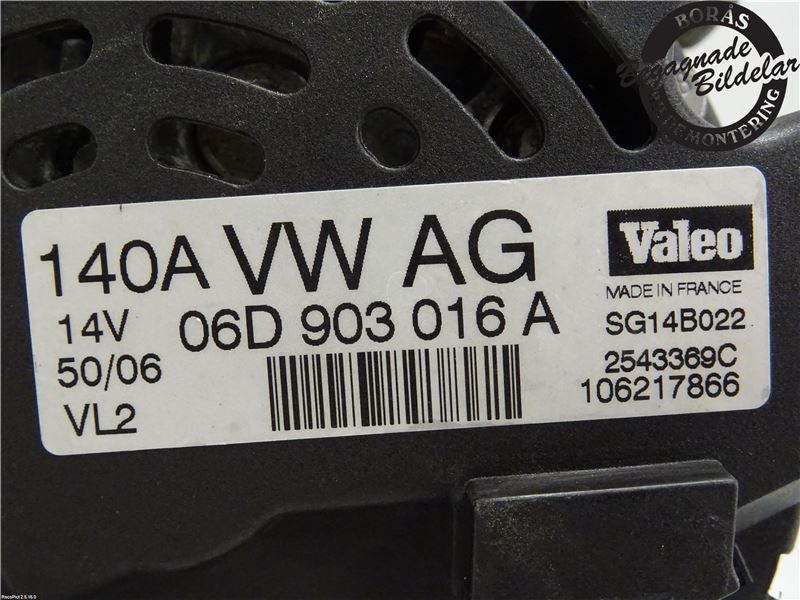 BORÅS
Begagnade
Bildelar
MONTERING
140A VW AG
14V 06D 903 016 A
50/06
VL2
Valeo
MADE IN FRANCE
SG14B022
2543369C
106217866